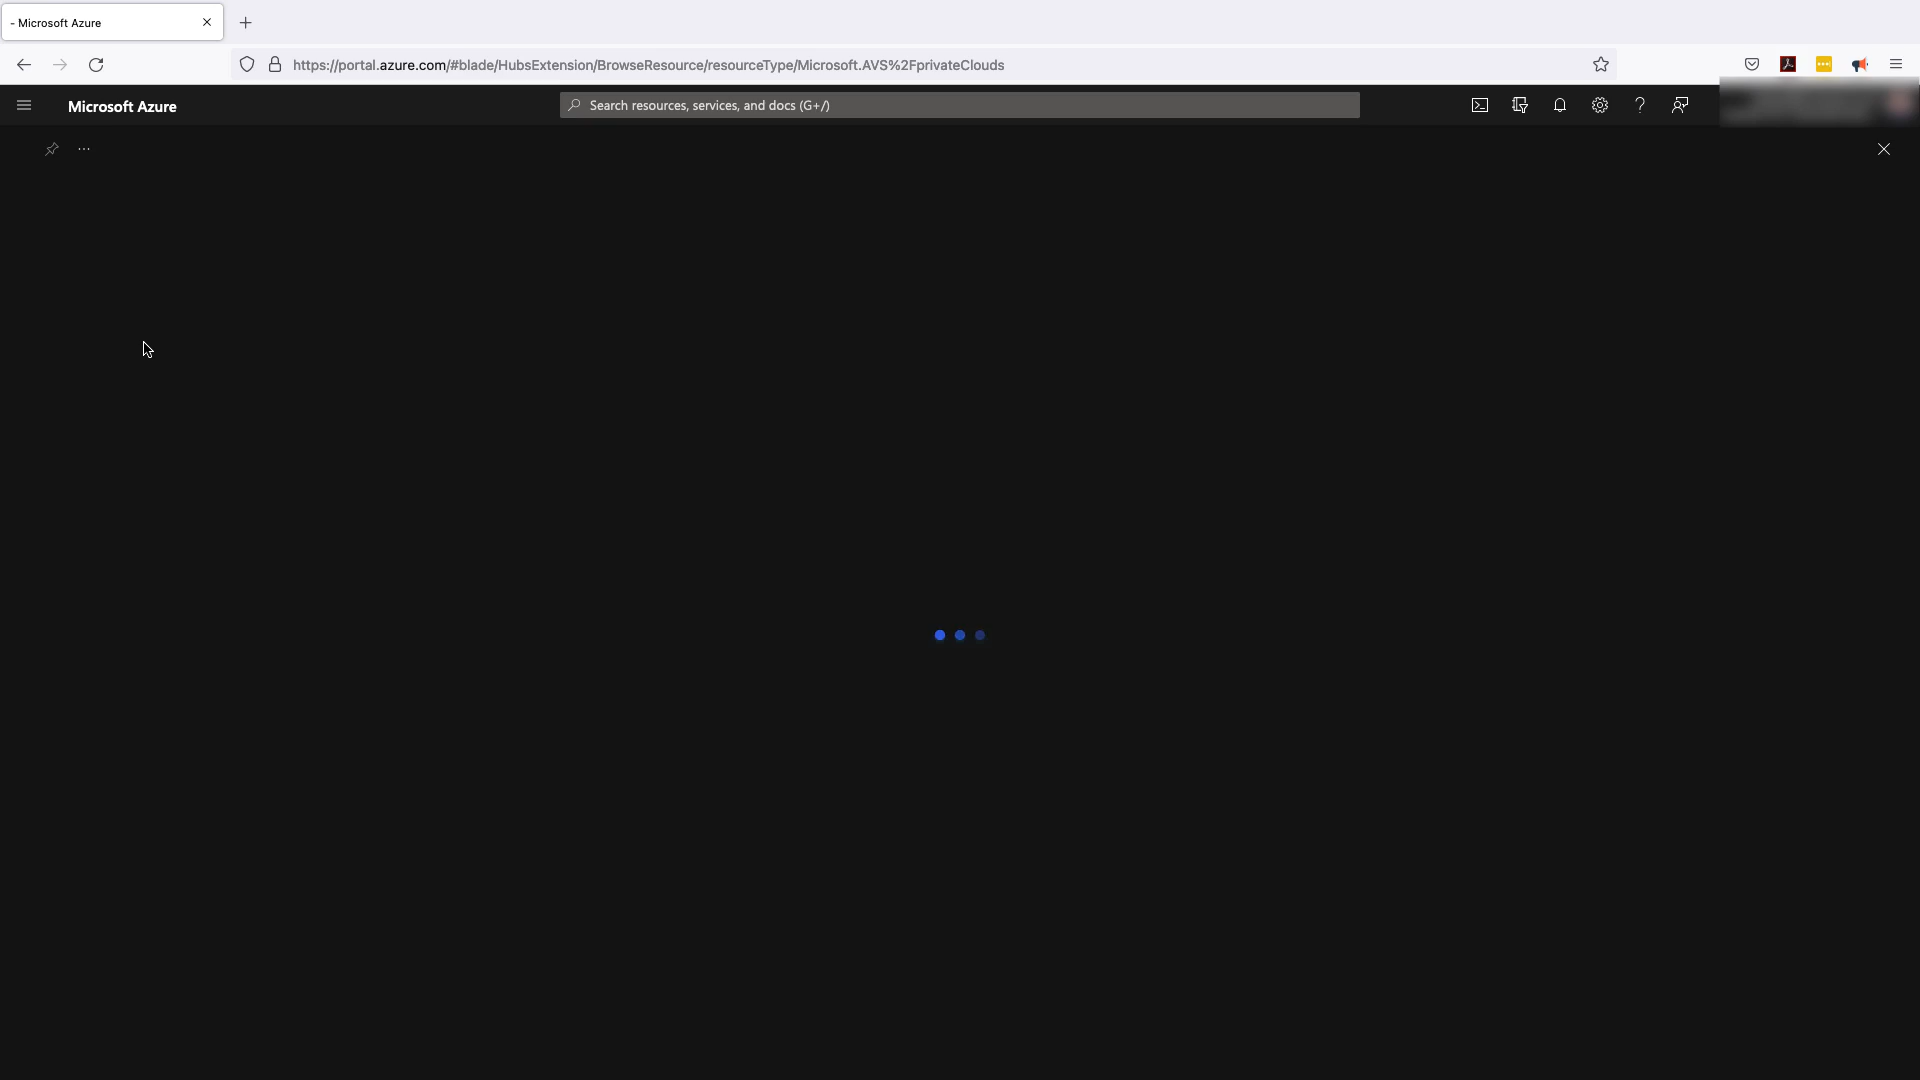 - Microsoft Azure
https://portal.azure.com/#blade/HubsExtension/BrowseResource/resourceType/Microsoft.AVS%2FprivateClouds
Microsoft Azure
Search resources, services, and docs (G+/)